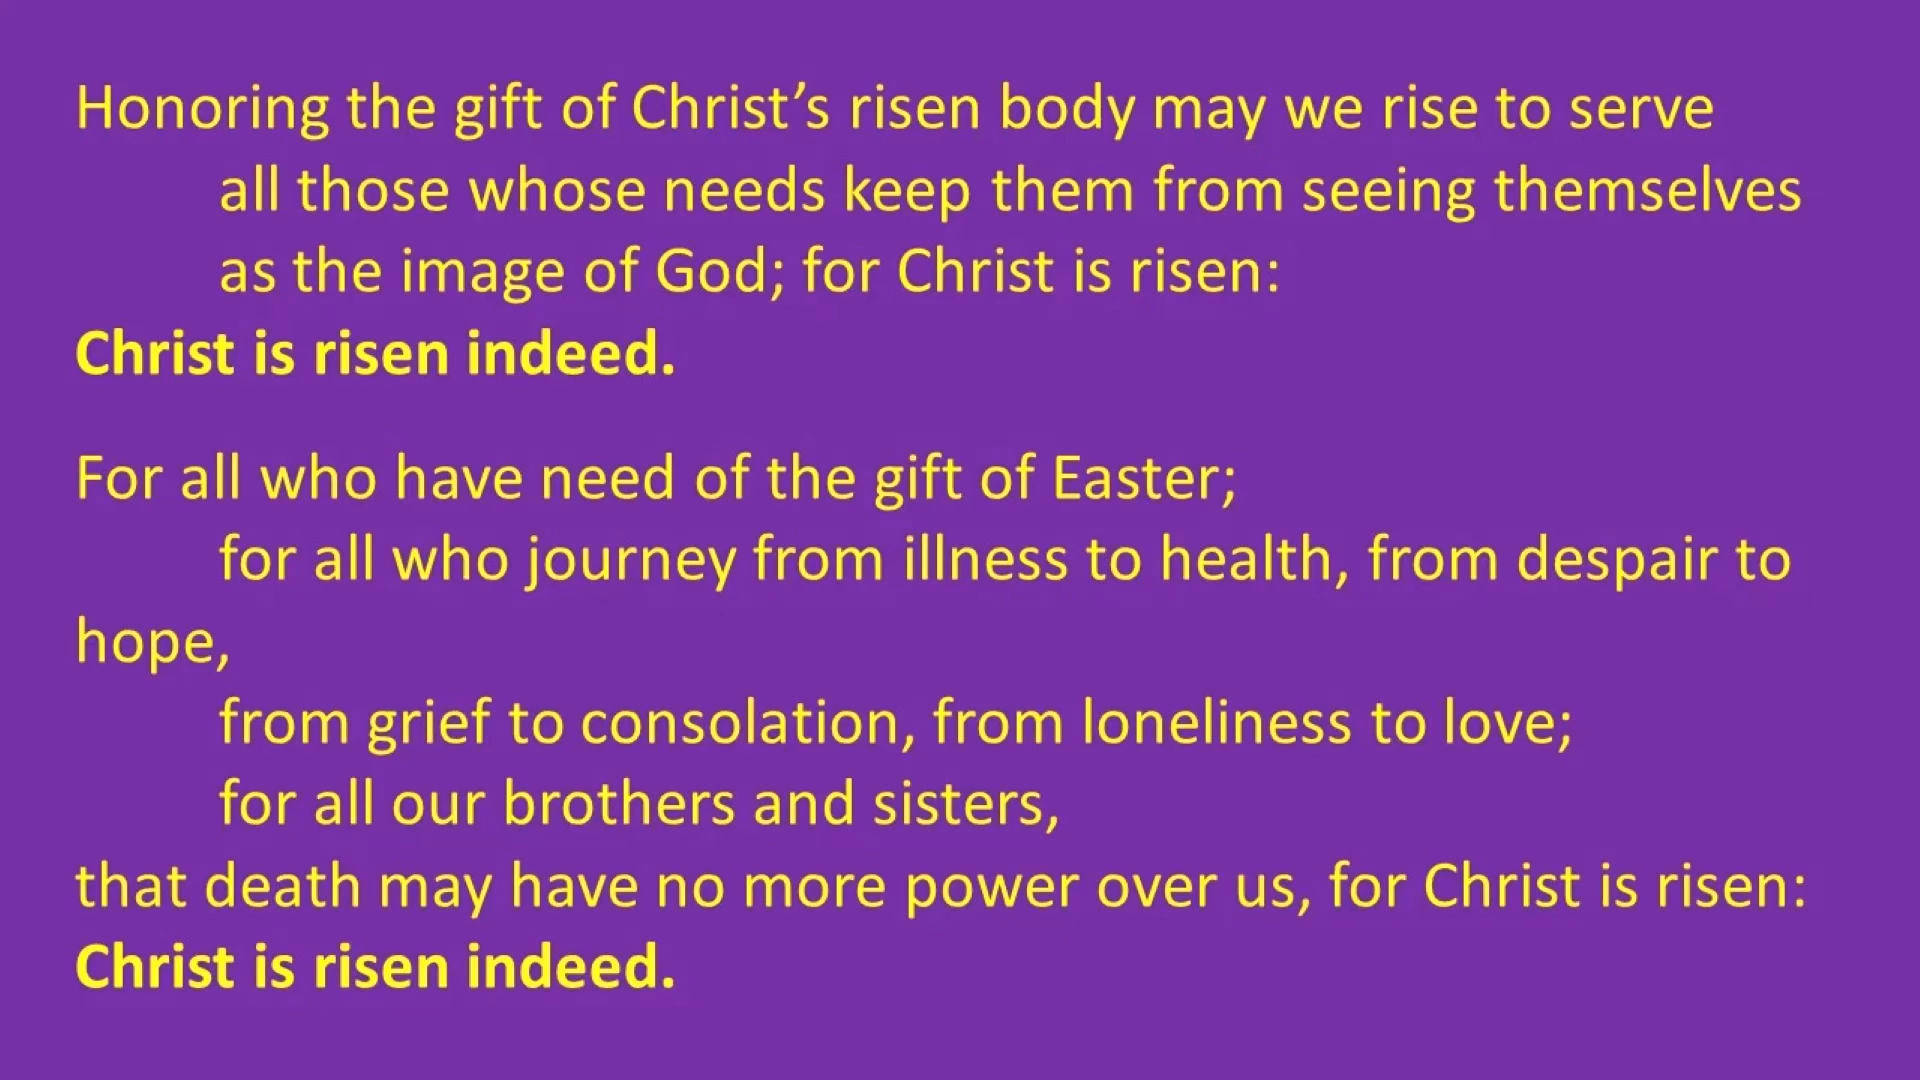 Honoring the gift of Christ’s risen body may we rise to serve
all those whose needs keep them from seeing themselves
as the image of God; for Christ is risen:
Christ is risen indeed.
For all who have need of the gift of Easter;
for all who journey from illness to health, from despair to
hope,
from grief to consolation, from loneliness to love;
for all our brothers and sisters,
that death may have no more power over us, for Christ is risen:
Christ is risen indeed.